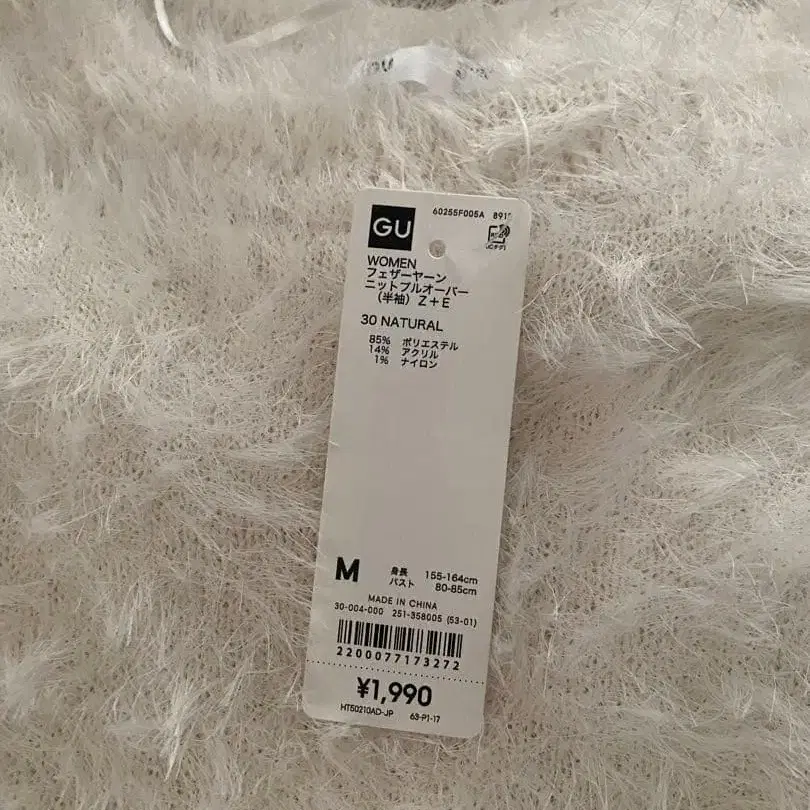 GU
60255F005A
WOMEN
フェザーヤーン
ニットプルオーバー
（半袖）Z+E
30 NATURAL
85% ポリエステル
14% アクリル
1% ナイロン
M 身長 155-164cm
バスト 80-85cm
MADE IN CHINA
30-004-000 251-358005 (53-01)
2200077173272
¥1,990
HT50210AD-JP 63-P1-17